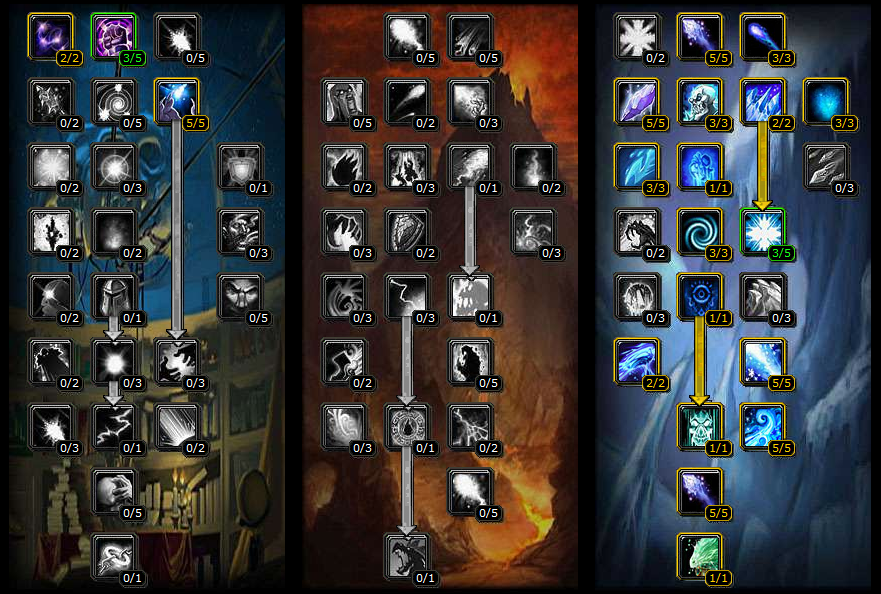 2/2 3/5 0/5 0/5 0/5 0/2 5/5 3/3
0/2 0/5 5/5 0/5 0/2 0/3 5/5 3/3 2/2 3/3
0/2 0/3 0/1 0/2 0/3 0/1 0/2 3/3 1/1 0/3
0/2 0/2 0/3 0/3 0/2 0/3 0/2 3/3 3/5
0/2 0/1 0/5 0/3 0/3 0/1 0/3 1/1 0/3
0/2 0/3 0/3 0/2 0/5 2/2 5/5
0/3 0/1 0/2 0/3 0/1 0/2 1/1 5/5
0/5 0/5 5/5
0/1 0/1 1/1